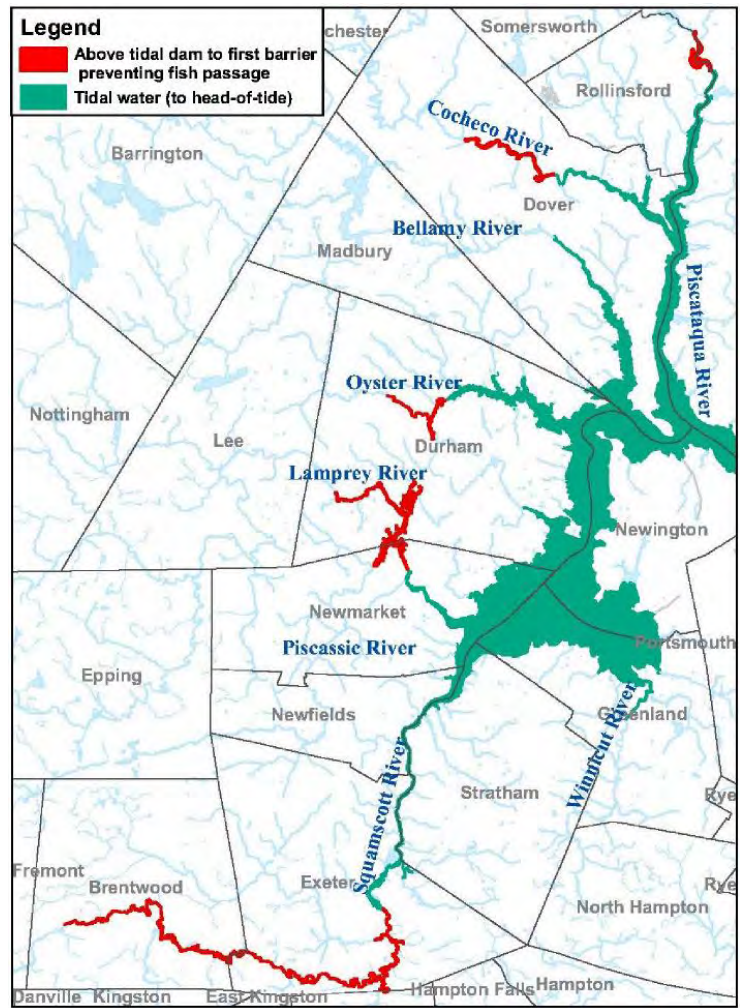 Legend
Above tidal dam to first barrier
preventing fish passage
Tidal water (to head-of-tide)
chester
Somersworth
Rollinsford
Cocheco River
Barrington
Dover
Madbury
Bellamy River
Piscataqua River
Oyster River
Nottingham
Lee
Durham
Lamprey River
Newington
Newmarket
Piscassic River
Portsmouth
Epping
Newfields
Greenland
Winnicut River
Squamscott River
Stratham
Rye
Fremont
Brentwood
Exeter
Rye
North Hampton
Danville
Kingston
East Kingston
Hampton Falls
Hampton